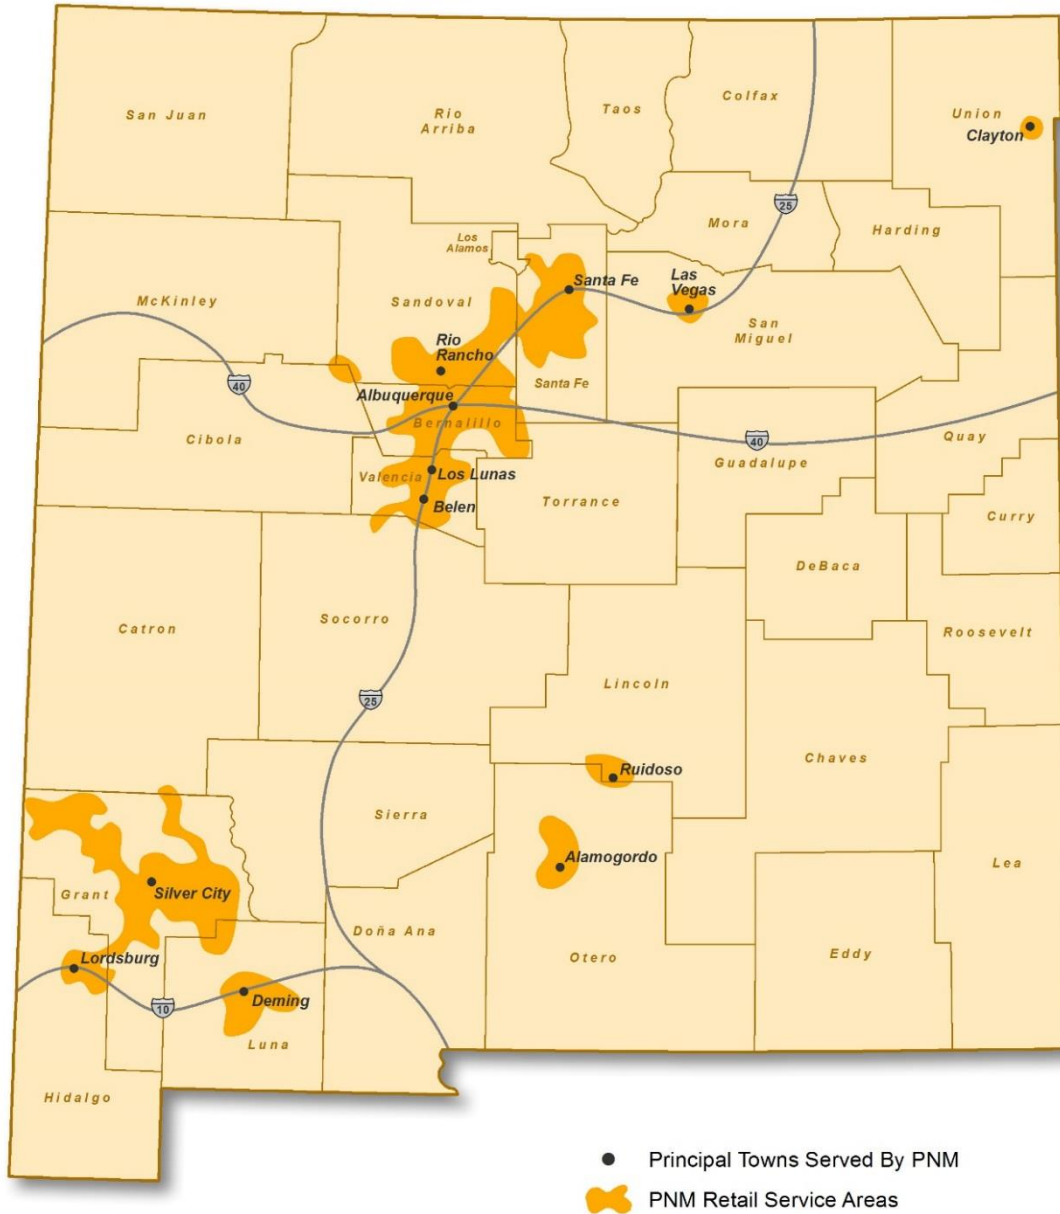 San Juan
Rio
Arriba
Taos
Colfax
Union
Clayton
25
Mora
Harding
Los
Alamos
McKinley
Sandoval
Santa Fe
Las
Vegas
San
Miguel
Rio
Rancho
40
Santa Fe
Albuquerque
Bernalillo
Cibola
40
Quay
Guadalupe
Valencia
Los Lunas
Belen
Torrance
Curry
DeBaca
Catron
Socorro
Roosevelt
25
Lincoln
Chaves
Ruidoso
Sierra
Alamogordo
Lea
Grant
Silver City
Doña Ana
Lordsburg
Otero
Eddy
10
Deming
Luna
Hidalgo
Principal Towns Served By PNM
PNM Retail Service Areas